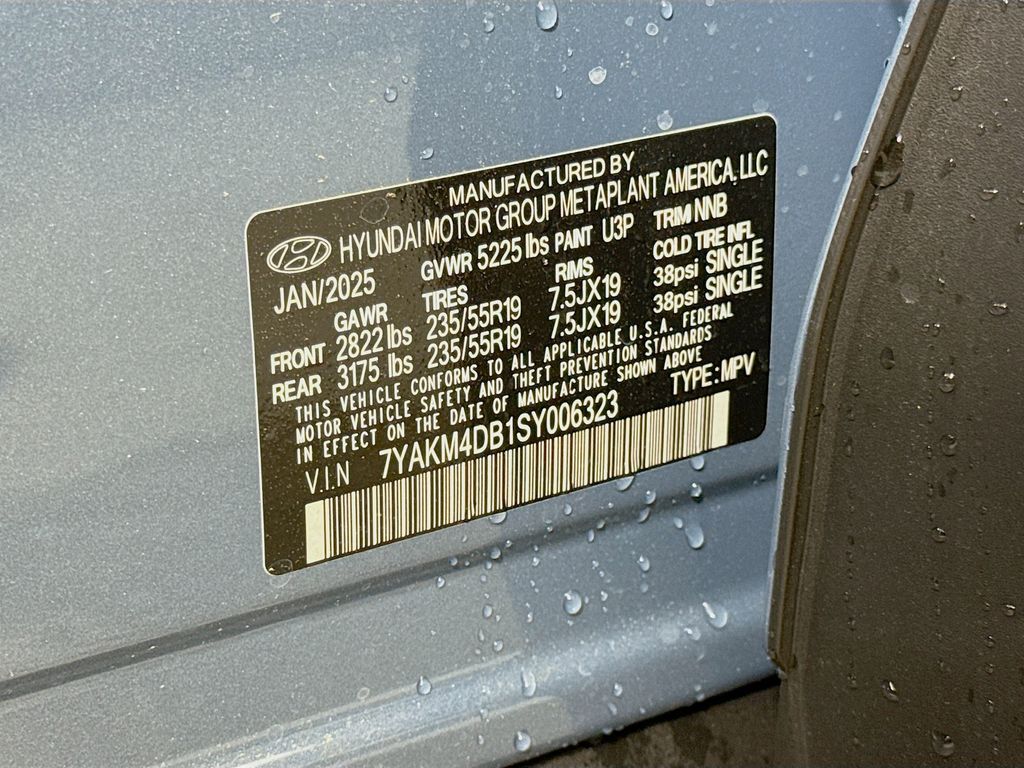 MANUFACTURED BY
HYUNDAI MOTOR GROUP METAPLANT AMERICA, LLC
JAN/2025 GVWR 5225 lbs PAINT U3P TRIM NNB
GAWR TIRES RIMS COLD TIRE INFL
FRONT 2822 lbs 235/55R19 7.5JX19 38psi SINGLE
REAR 3175 lbs 235/55R19 7.5JX19 38psi SINGLE
THIS VEHICLE CONFORMS TO ALL APPLICABLE U.S.A. FEDERAL
MOTOR VEHICLE SAFETY AND THEFT PREVENTION STANDARDS
IN EFFECT ON THE DATE OF MANUFACTURE SHOWN ABOVE
V.I.N 7YAKM4DB1SY006323 TYPE:MPV